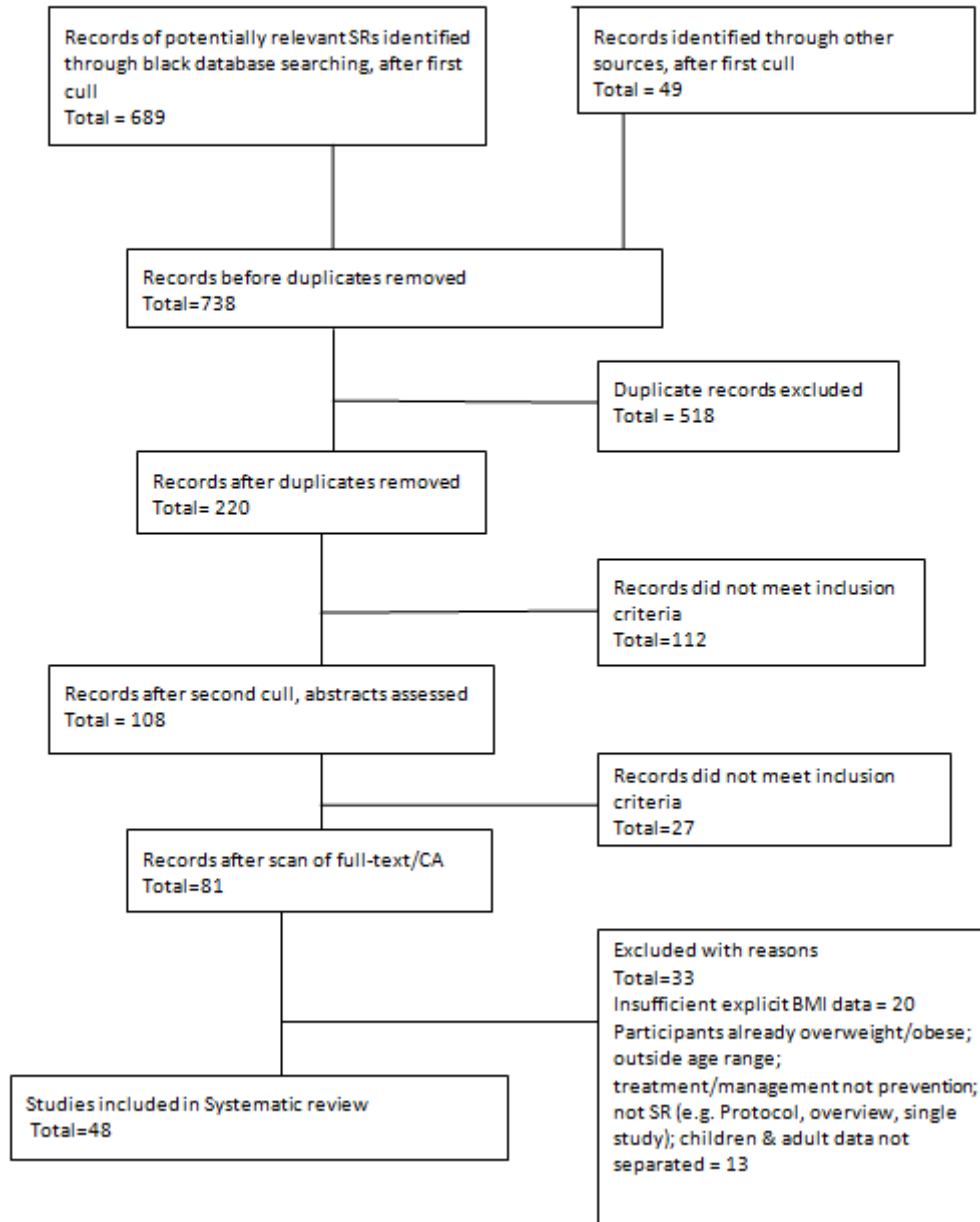 Records of potentially relevant SRs identified
through black database searching, after first
cull
Total = 689
Records identified through other
sources, after first cull
Total = 49
Records before duplicates removed
Total=738
Duplicate records excluded
Total = 518
Records after duplicates removed
Total= 220
Records did not meet inclusion
criteria
Total=112
Records after second cull, abstracts assessed
Total = 108
Records did not meet inclusion
criteria
Total=27
Records after scan of full-text/CA
Total=81
Excluded with reasons
Total=33
Insufficient explicit BMI data = 20
Participants already overweight/obese;
outside age range;
treatment/management not prevention;
not SR (e.g. Protocol, overview, single
study); children & adult data not
separated = 13
Studies included in Systematic review
Total=48